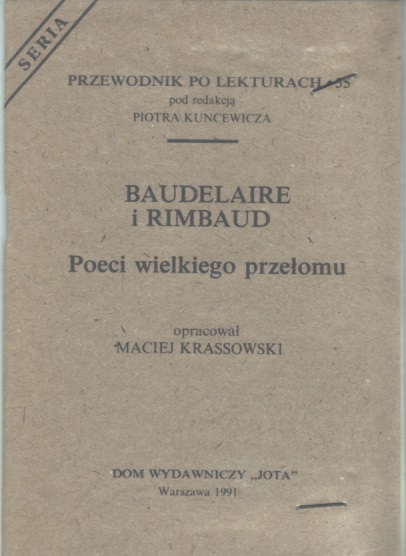 SERIA
PRZEWODNIK PO LEKTURACH
pod redakcją
PIOTRA KUNCEWICZA
BAUDELAIRE
i RIMBAUD
Poeci wielkiego przełomu
opracował
MACIEJ KRASSOWSKI
DOM WYDAWNICZY „JOTA”
Warszawa 1991